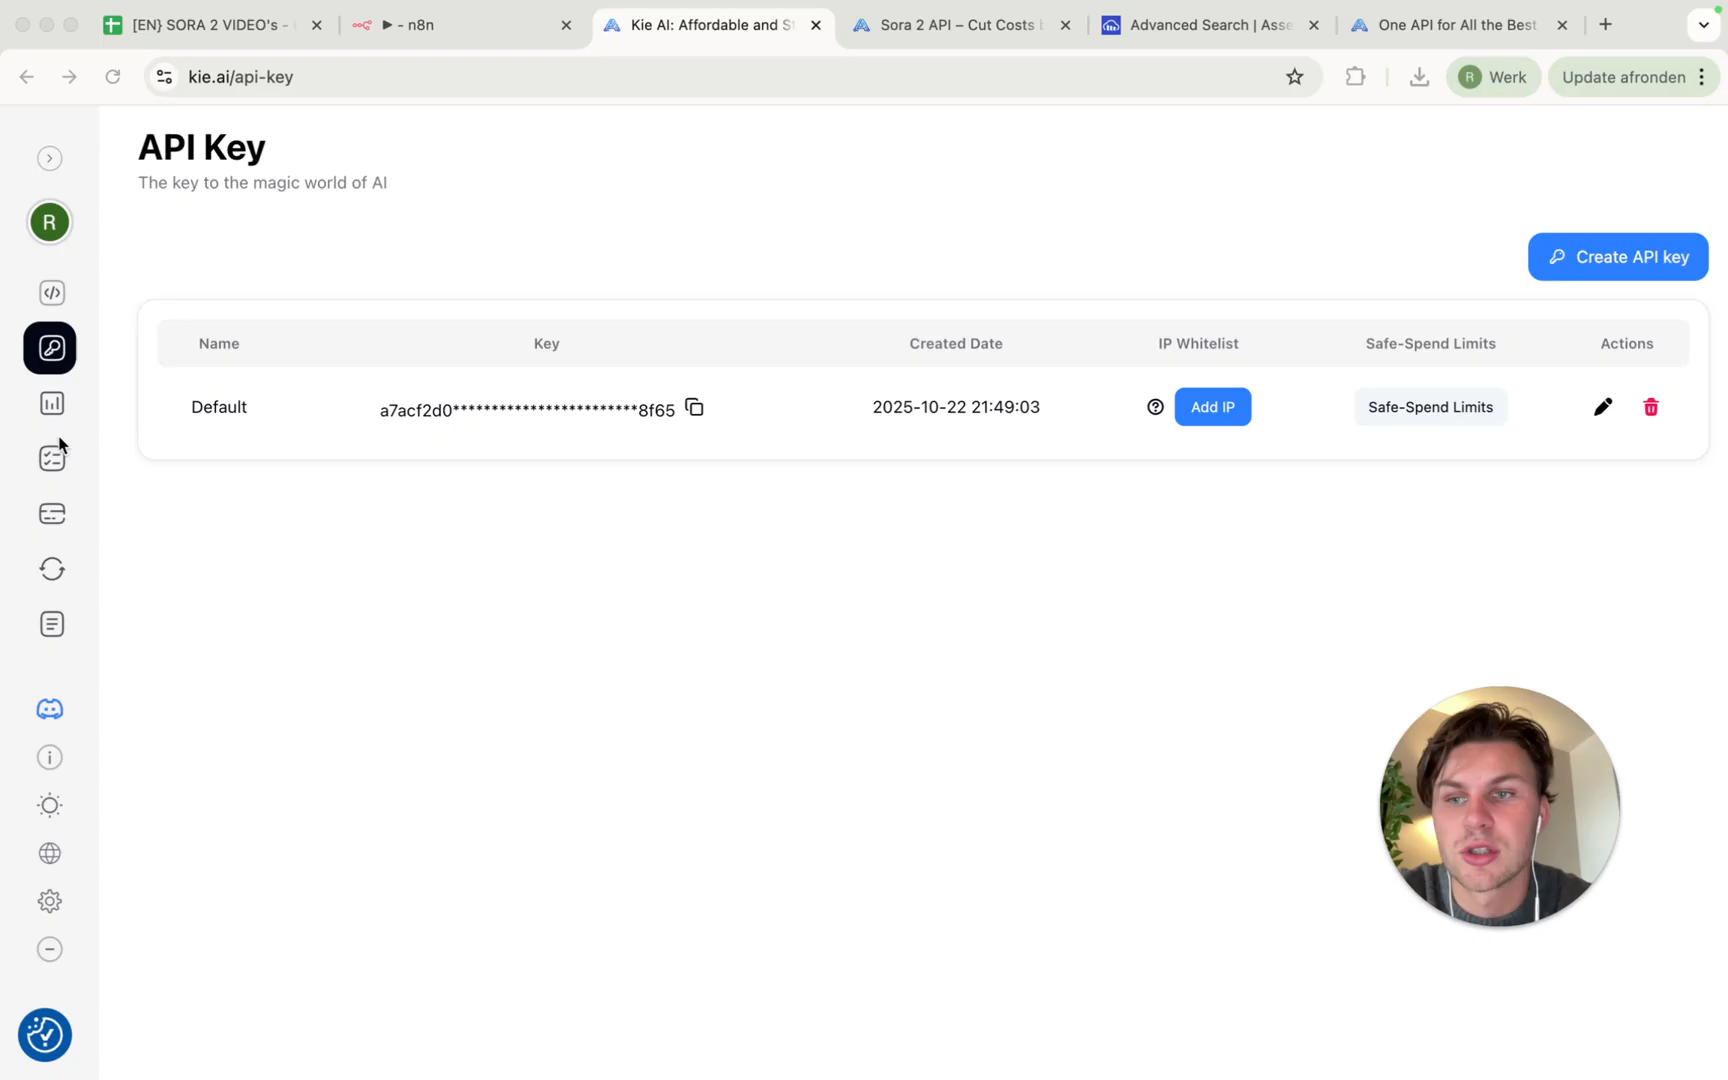 [EN} SORA 2 VIDEO's -
▶ - n8n
Kie AI: Affordable and S
Sora 2 API – Cut Costs
Advanced Search | Asse
One API for All the Best
kie.ai/api-key
R
Werk
Update afronden
API Key
The key to the magic world of AI
R
Create API key
Name
Key
Created Date
IP Whitelist
Safe-Spend Limits
Actions
Default
a7acf2d0************************8f65
2025-10-22 21:49:03
Add IP
Safe-Spend Limits